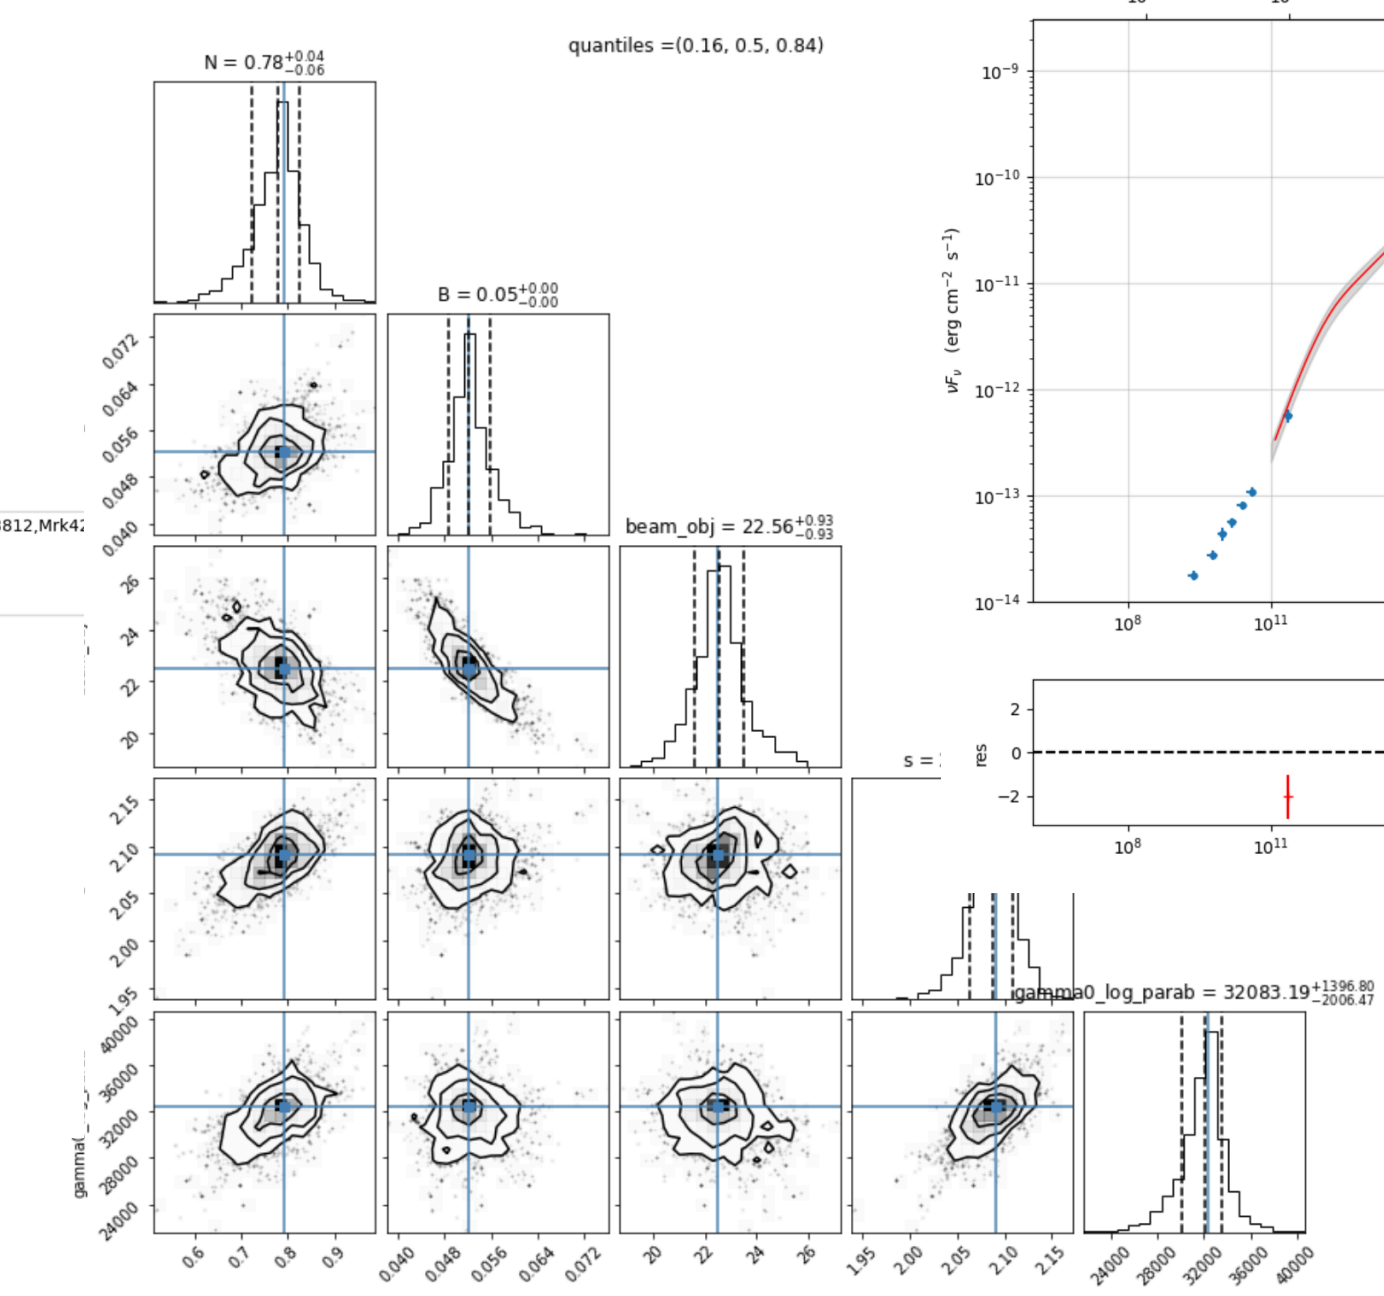 quantiles =(0.16, 0.5, 0.84)
N = 0.78+0.04−0.06
B = 0.05+0.00−0.00
beam_obj = 22.56+0.93−0.93
s =
gamma0_log_parab = 32083.19+1396.80−2006.47
3812,Mrk42
0.072
0.064
0.056
0.048
0.040
26
24
22
20
2.15
2.10
2.05
2.00
1.95
40000
36000
32000
28000
24000
0.6 0.7 0.8 0.9
0.040 0.048 0.056 0.064 0.072
20 22 24 26
1.95 2.00 2.05 2.10 2.15
24000 28000 32000 36000 40000
νFν (erg cm−2 s−1)
10−9
10−10
10−11
10−12
10−13
10−14
108 1011
res
2
0
−2
108 1011